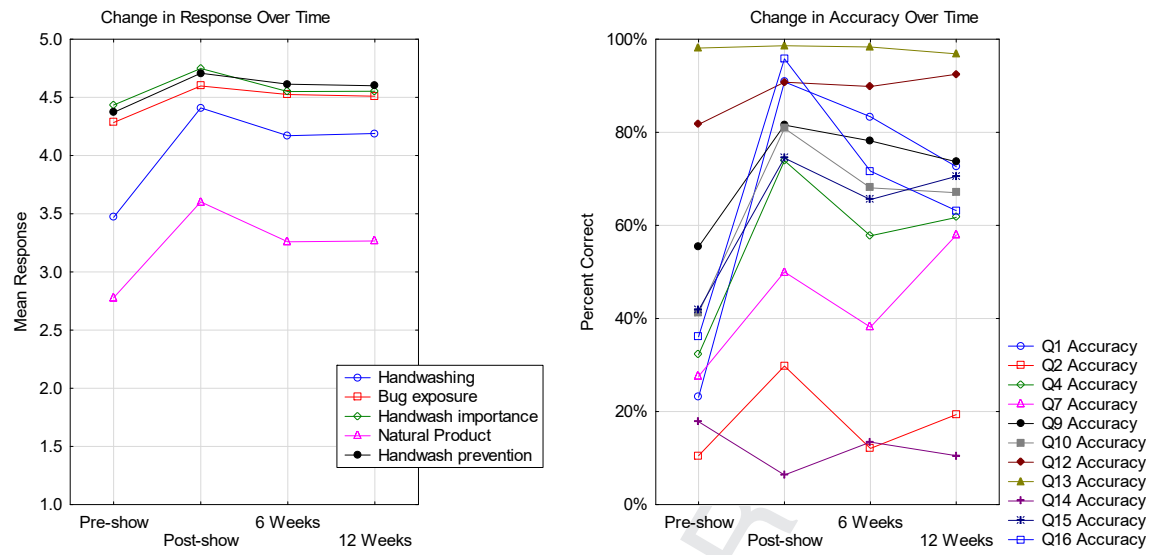 Change in Response Over Time
5.0
4.5
4.0
3.5
3.0
2.5
2.0
1.5
1.0
Mean Response
Pre-show
Post-show
6 Weeks
12 Weeks
Handwashing
Bug exposure
Handwash importance
Natural Product
Handwash prevention
Change in Accuracy Over Time
100%
80%
60%
40%
20%
0%
Percent Correct
Pre-show
Post-show
6 Weeks
12 Weeks
Q1 Accuracy
Q2 Accuracy
Q4 Accuracy
Q7 Accuracy
Q9 Accuracy
Q10 Accuracy
Q12 Accuracy
Q13 Accuracy
Q14 Accuracy
Q15 Accuracy
Q16 Accuracy